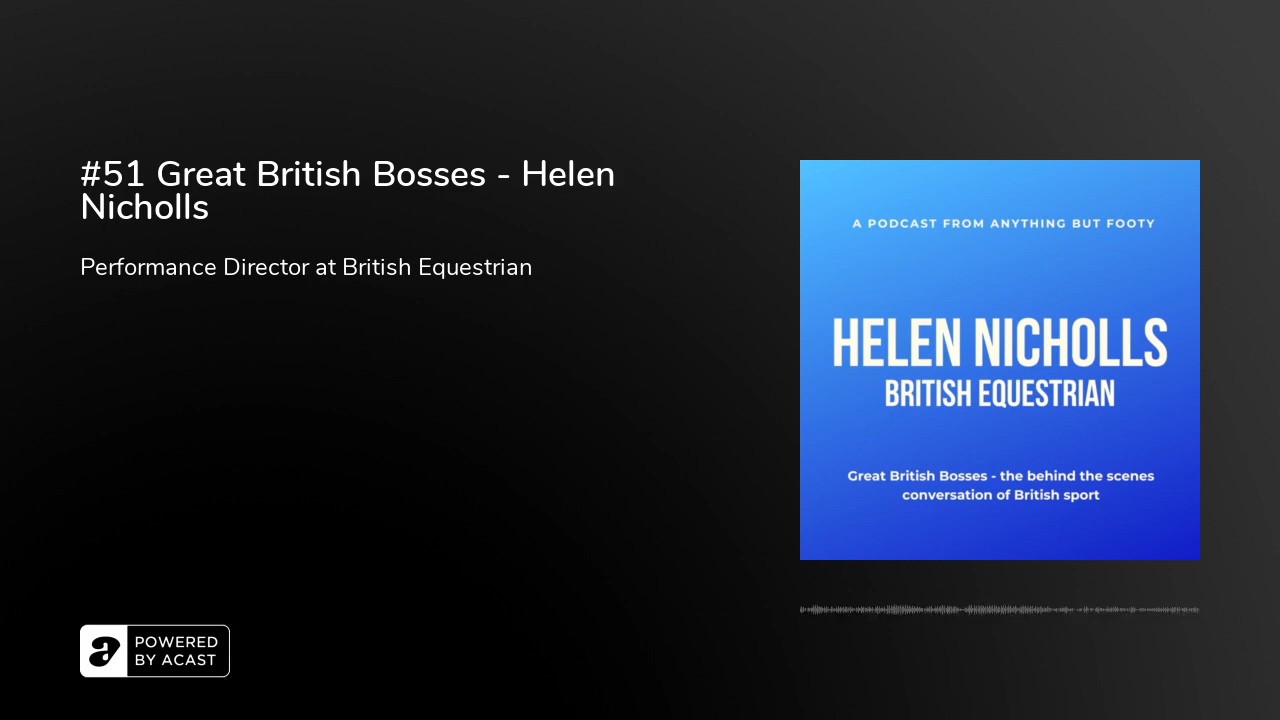 #51 Great British Bosses - Helen
Nicholls
Performance Director at British Equestrian
A PODCAST FROM ANYTHING BUT FOOTY
HELEN NICHOLLS
BRITISH EQUESTRIAN
Great British Bosses - the behind the scenes
conversation of British sport
POWERED
BY ACAST